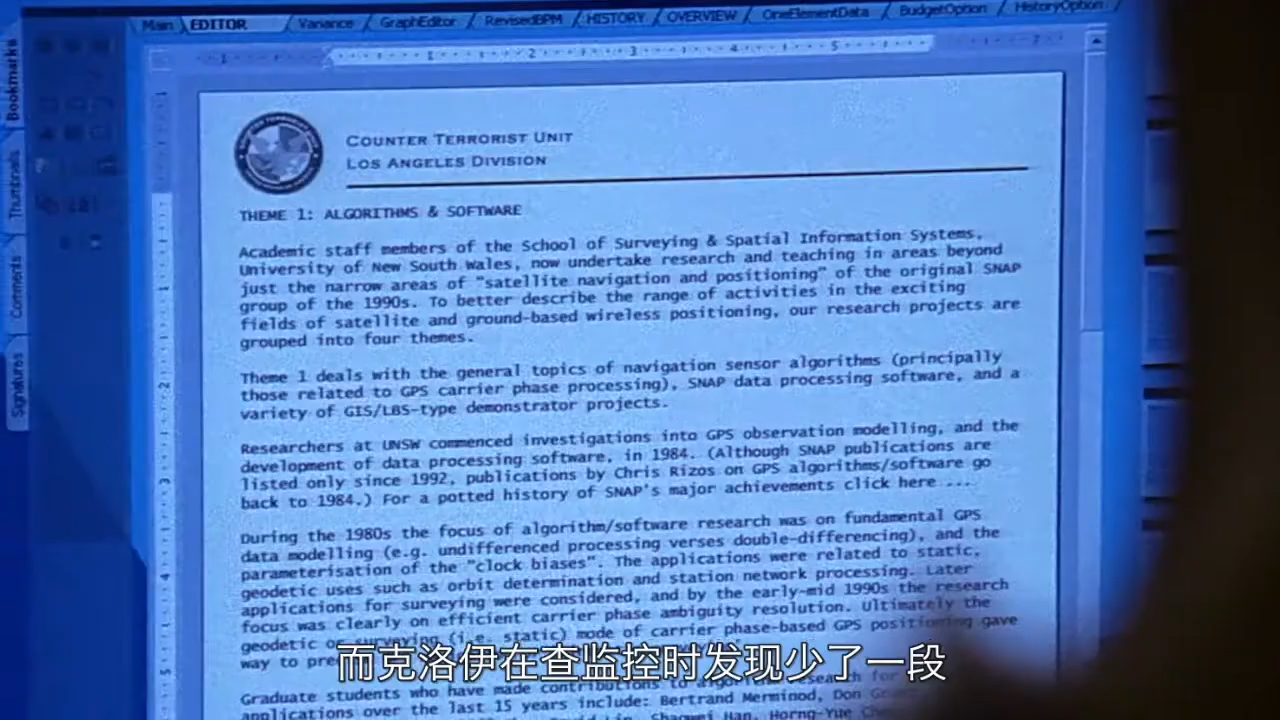 Main
EDITOR
Variance
GraphEditor
RevisedBPM
HISTORY
OVERVIEW
OneElementData
BudgetOption
HistoryOption
Bookmarks
Thumbnails
Comments
Signatures
COUNTER TERRORIST UNIT
LOS ANGELES DIVISION
THEME 1: ALGORITHMS & SOFTWARE
Academic staff members of the School of Surveying & Spatial Information Systems,
University of New South Wales, now undertake research and teaching in areas beyond
just the narrow areas of "satellite navigation and positioning" of the original SNAP
group of the 1990s. To better describe the range of activities in the exciting
fields of satellite and ground-based wireless positioning, our research projects are
grouped into four themes.
Theme 1 deals with the general topics of navigation sensor algorithms (principally
those related to GPS carrier phase processing), SNAP data processing software, and a
variety of GIS/LBS-type demonstrator projects.
Researchers at UNSW commenced investigations into GPS observation modelling, and the
development of data processing software, in 1984. (Although SNAP publications are
listed only since 1992, publications by Chris Rizos on GPS algorithms/software go
back to 1984.) For a potted history of SNAP's major achievements click here ...
During the 1980s the focus of algorithm/software research was on fundamental GPS
data modelling (e.g. undifferenced processing verses double-differencing), and the
parameterisation of the "clock biases". The applications were related to static,
geodetic uses such as orbit determination and station network processing. Later
applications for surveying were considered, and by the early-mid 1990s the research
focus was clearly on efficient carrier phase ambiguity resolution. Ultimately the
geodetic or surveying (i.e. static) mode of carrier phase-based GPS positioning gave
way to
而克洛伊在查监控时发现少了一段
Graduate students who have made contributions to algorithm research for
applications over the last 15 years include: Bertrand Merminod, Don
Shaowei Han, Horng-Yue